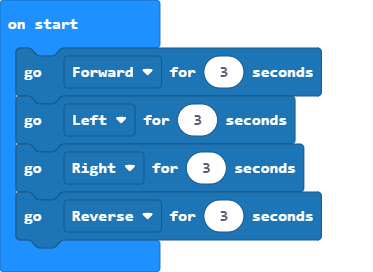 on start
go Forward for 3 seconds
go Left for 3 seconds
go Right for 3 seconds
go Reverse for 3 seconds